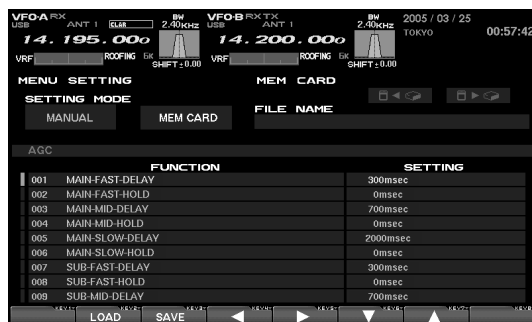 VFO-A RX VFO-B RX TX 2005 / 03 / 25
USB ANT 1 CLAR BW 2.40KHz USB ANT 1 BW 2.40KHz TOKYO 00:57:42
14.195.000 14.200.000
VRF ROOFING 6K SHIFT ± 0.00 VRF ROOFING 6K SHIFT ± 0.00
MENU SETTING MEM CARD
SETTING MODE
MANUAL MEM CARD FILE NAME
AGC
FUNCTION SETTING
001 MAIN-FAST-DELAY 300msec
002 MAIN-FAST-HOLD 0msec
003 MAIN-MID-DELAY 700msec
004 MAIN-MID-HOLD 0msec
005 MAIN-SLOW-DELAY 2000msec
006 MAIN-SLOW-HOLD 0msec
007 SUB-FAST-DELAY 300msec
008 SUB-FAST-HOLD 0msec
009 SUB-MID-DELAY 700msec
LOAD SAVE